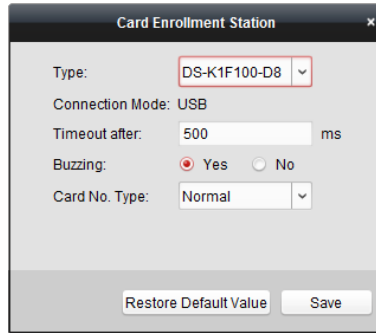 Card Enrollment Station ×
Type: DS-K1F100-D8
Connection Mode: USB
Timeout after: 500 ms
Buzzing: Yes No
Card No. Type: Normal
Restore Default Value Save